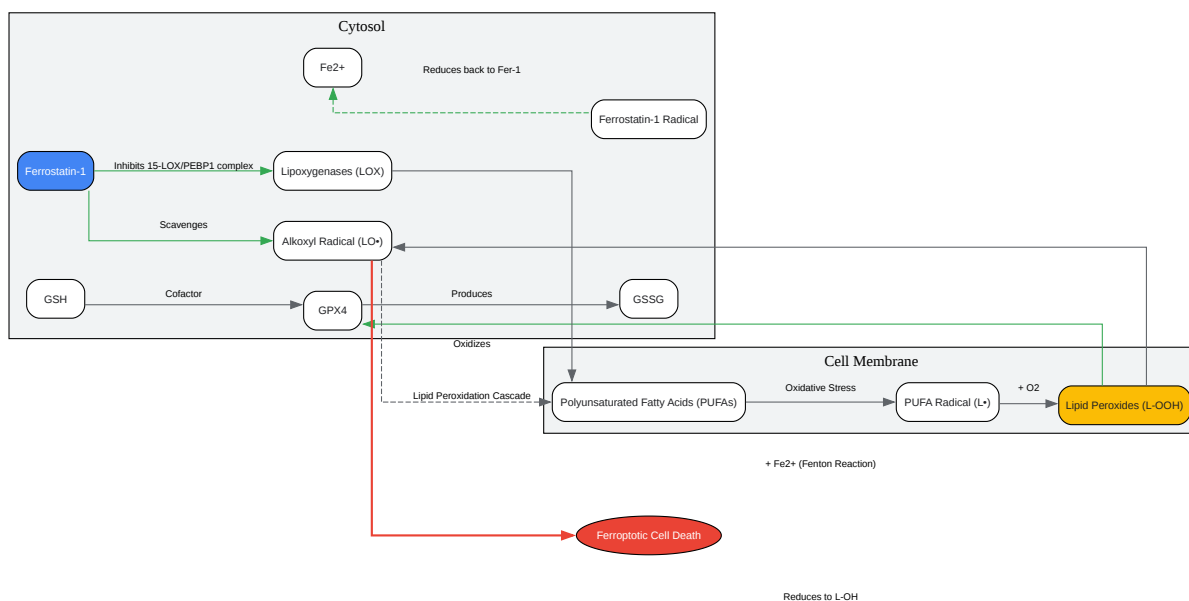 Cytosol
Fe2+
Reduces back to Fer-1
Ferrostatin-1 Radical
Ferrostatin-1
Inhibits 15-LOX/PEBP1 complex
Lipoxygenases (LOX)
Scavenges
Alkoxyl Radical (LO•)
GSH
Cofactor
GPX4
Produces
GSSG
Oxidizes
Cell Membrane
Lipid Peroxidation Cascade
Polyunsaturated Fatty Acids (PUFAs)
Oxidative Stress
PUFA Radical (L•)
+ O2
Lipid Peroxides (L-OOH)
+ Fe2+ (Fenton Reaction)
Ferroptotic Cell Death
Reduces to L-OH